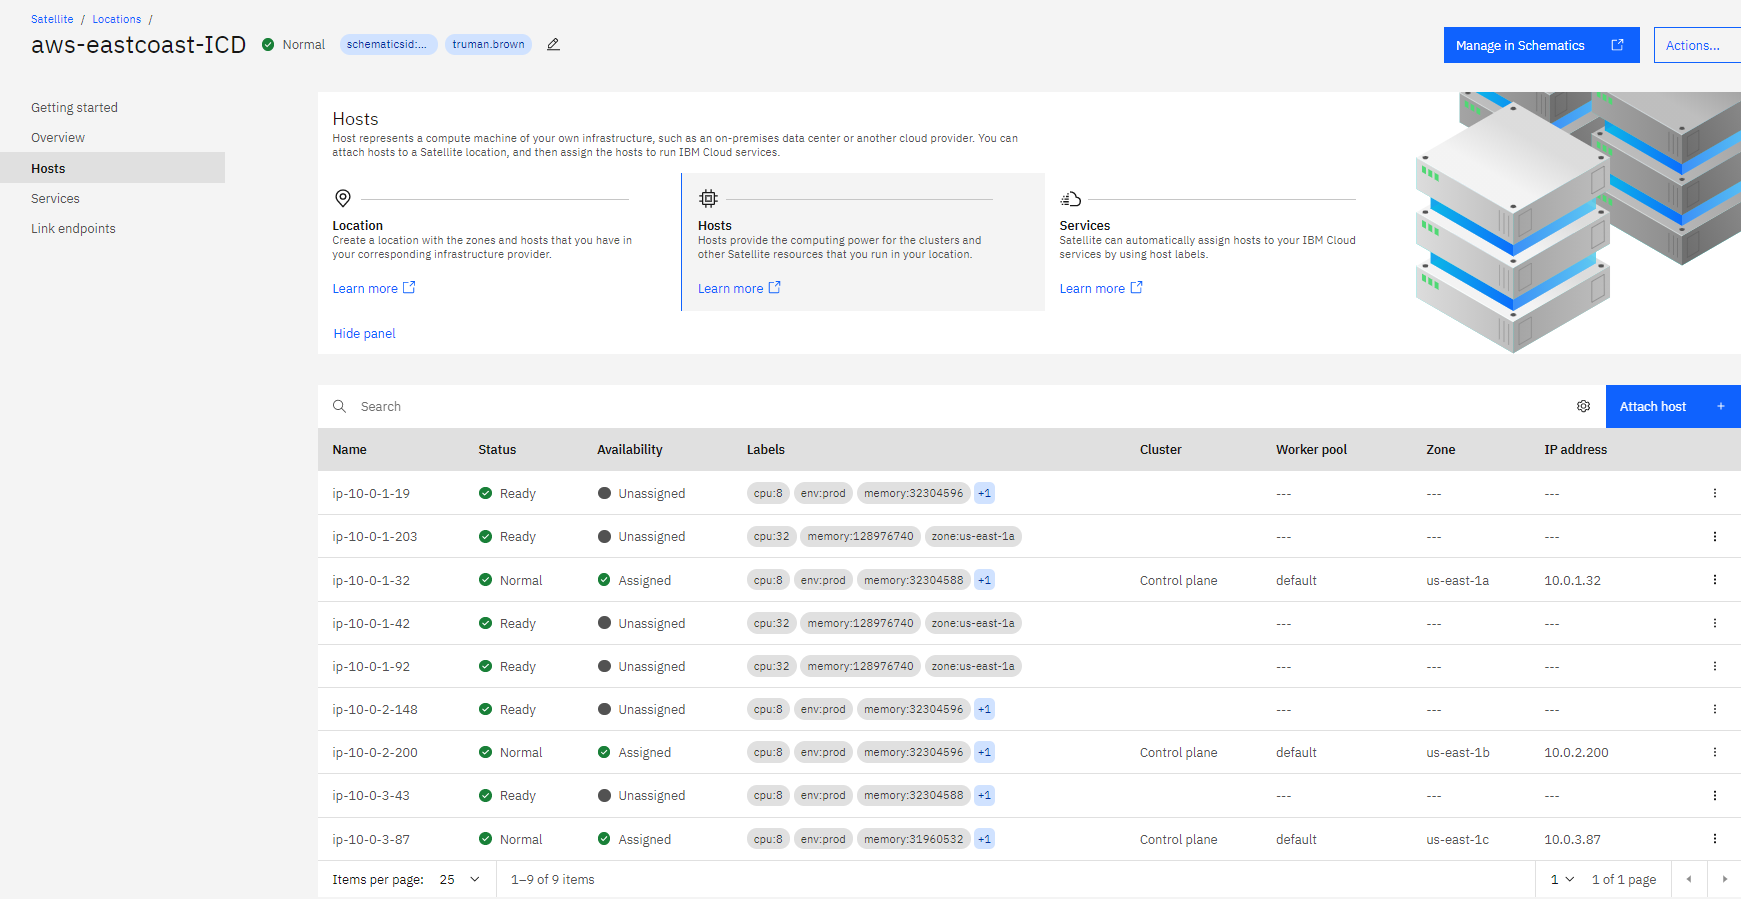 Satellite / Locations /
aws-eastcoast-ICD Normal schematicsid:... truman.brown
Manage in Schematics Actions...
Getting started
Overview
Hosts
Services
Link endpoints
Hosts
Host represents a compute machine of your own infrastructure, such as an on-premises data center or another cloud provider. You can
attach hosts to a Satellite location, and then assign the hosts to run IBM Cloud services.
Location
Create a location with the zones and hosts that you have in
your corresponding infrastructure provider.
Learn more
Hosts
Hosts provide the computing power for the clusters and
other Satellite resources that you run in your location.
Learn more
Services
Satellite can automatically assign hosts to your IBM Cloud
services by using host labels.
Learn more
Hide panel
Search Attach host +
Name Status Availability Labels Cluster Worker pool Zone IP address
ip-10-0-1-19 Ready Unassigned cpu:8 env:prod memory:32304596 +1 --- --- ---
ip-10-0-1-203 Ready Unassigned cpu:32 memory:128976740 zone:us-east-1a --- --- ---
ip-10-0-1-32 Normal Assigned cpu:8 env:prod memory:32304588 +1 Control plane default us-east-1a 10.0.1.32
ip-10-0-1-42 Ready Unassigned cpu:32 memory:128976740 zone:us-east-1a --- --- ---
ip-10-0-1-92 Ready Unassigned cpu:32 memory:128976740 zone:us-east-1a --- --- ---
ip-10-0-2-148 Ready Unassigned cpu:8 env:prod memory:32304596 +1 --- --- ---
ip-10-0-2-200 Normal Assigned cpu:8 env:prod memory:32304596 +1 Control plane default us-east-1b 10.0.2.200
ip-10-0-3-43 Ready Unassigned cpu:8 env:prod memory:32304588 +1 --- --- ---
ip-10-0-3-87 Normal Assigned cpu:8 env:prod memory:31960532 +1 Control plane default us-east-1c 10.0.3.87
Items per page: 25 1–9 of 9 items 1 1 of 1 page